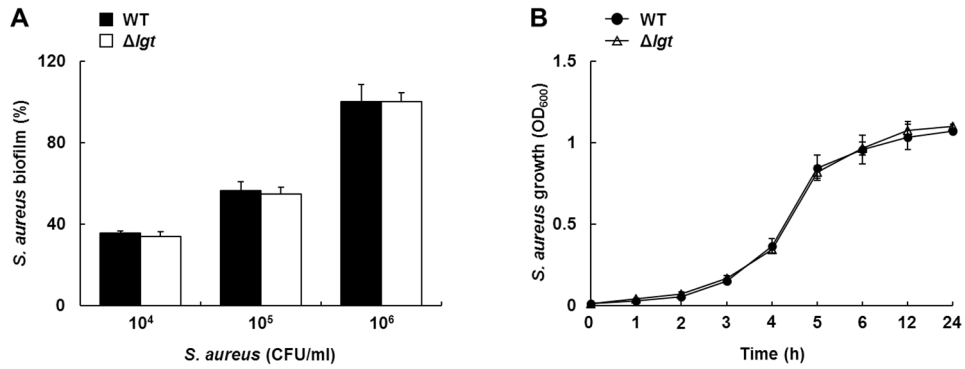 A
WT
Δlgt
S. aureus biofilm (%)
120
80
40
0
10⁴ 10⁵ 10⁶
S. aureus (CFU/ml)
B
WT
Δlgt
S. aureus growth (OD₆₀₀)
1.5
1
0.5
0
0 1 2 3 4 5 6 12 24
Time (h)